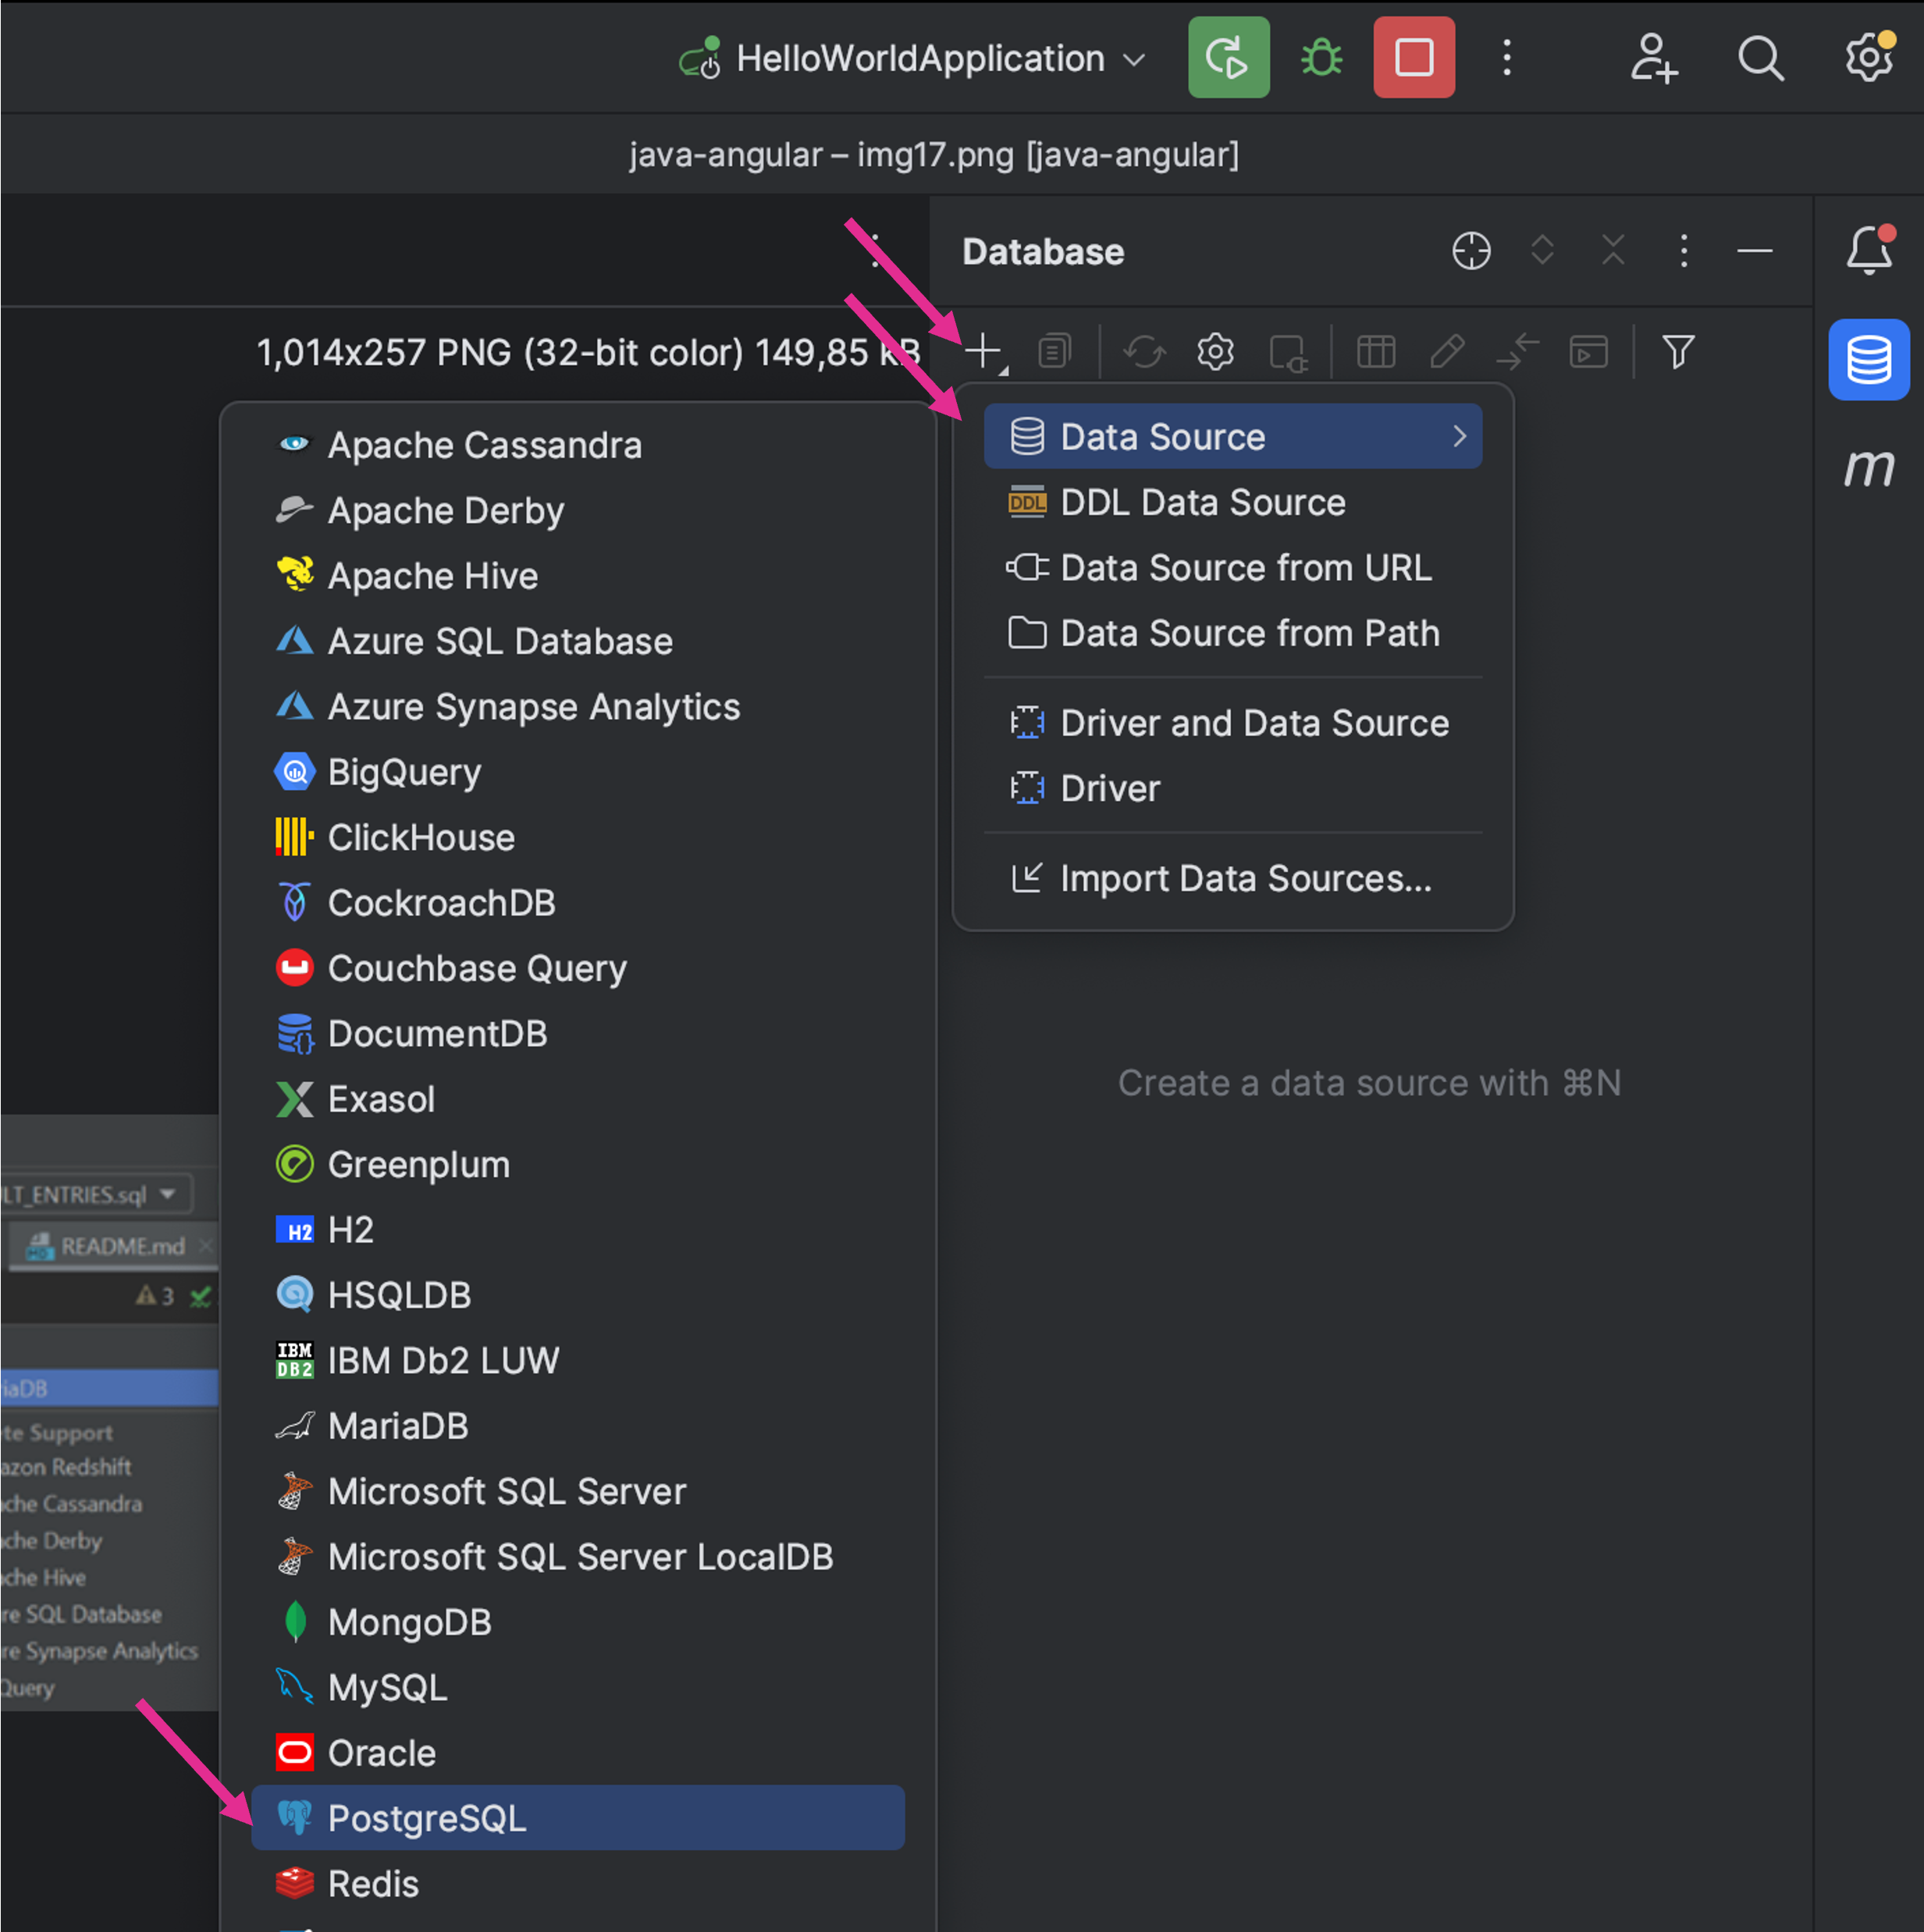 HelloWorldApplication
java-angular – img17.png [java-angular]
Database
1,014x257 PNG (32-bit color) 149,85 kB
Data Source
DDL Data Source
DDL
Data Source from URL
Data Source from Path
Driver and Data Source
Driver
Import Data Sources...
m
Create a data source with ⌘N
Apache Cassandra
Apache Derby
Apache Hive
Azure SQL Database
Azure Synapse Analytics
BigQuery
ClickHouse
CockroachDB
Couchbase Query
DocumentDB
Exasol
Greenplum
H2 H2
HSQLDB
IBM DB2 IBM Db2 LUW
MariaDB
Microsoft SQL Server
Microsoft SQL Server LocalDB
MongoDB
MySQL
Oracle
PostgreSQL
Redis
LT_ENTRIES.sql
README.md
3
iaDB
te Support
azon Redshift
che Cassandra
che Derby
che Hive
re SQL Database
re Synapse Analytics
Query